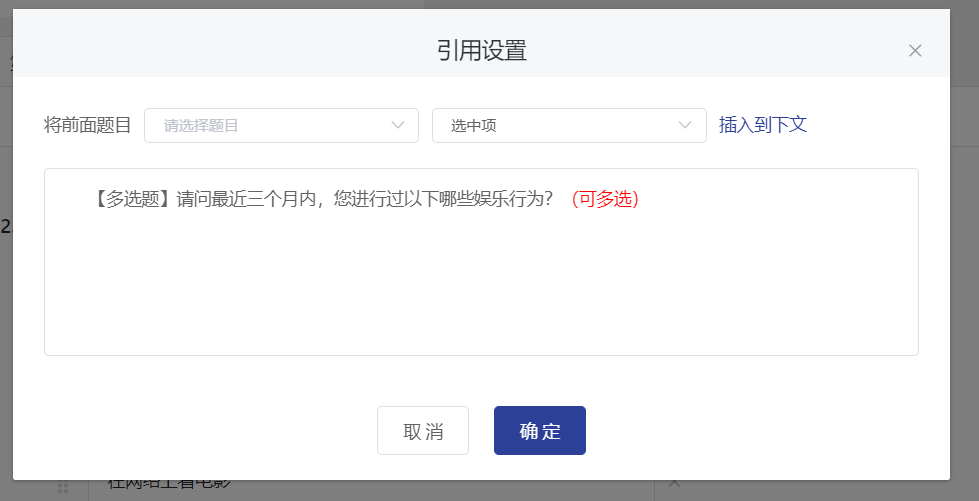 引用设置
将前面题目 请选择题目 选中项 插入到下文
【多选题】请问最近三个月内，您进行过以下哪些娱乐行为？（可多选）
2
取消 确定
在网络上看电影